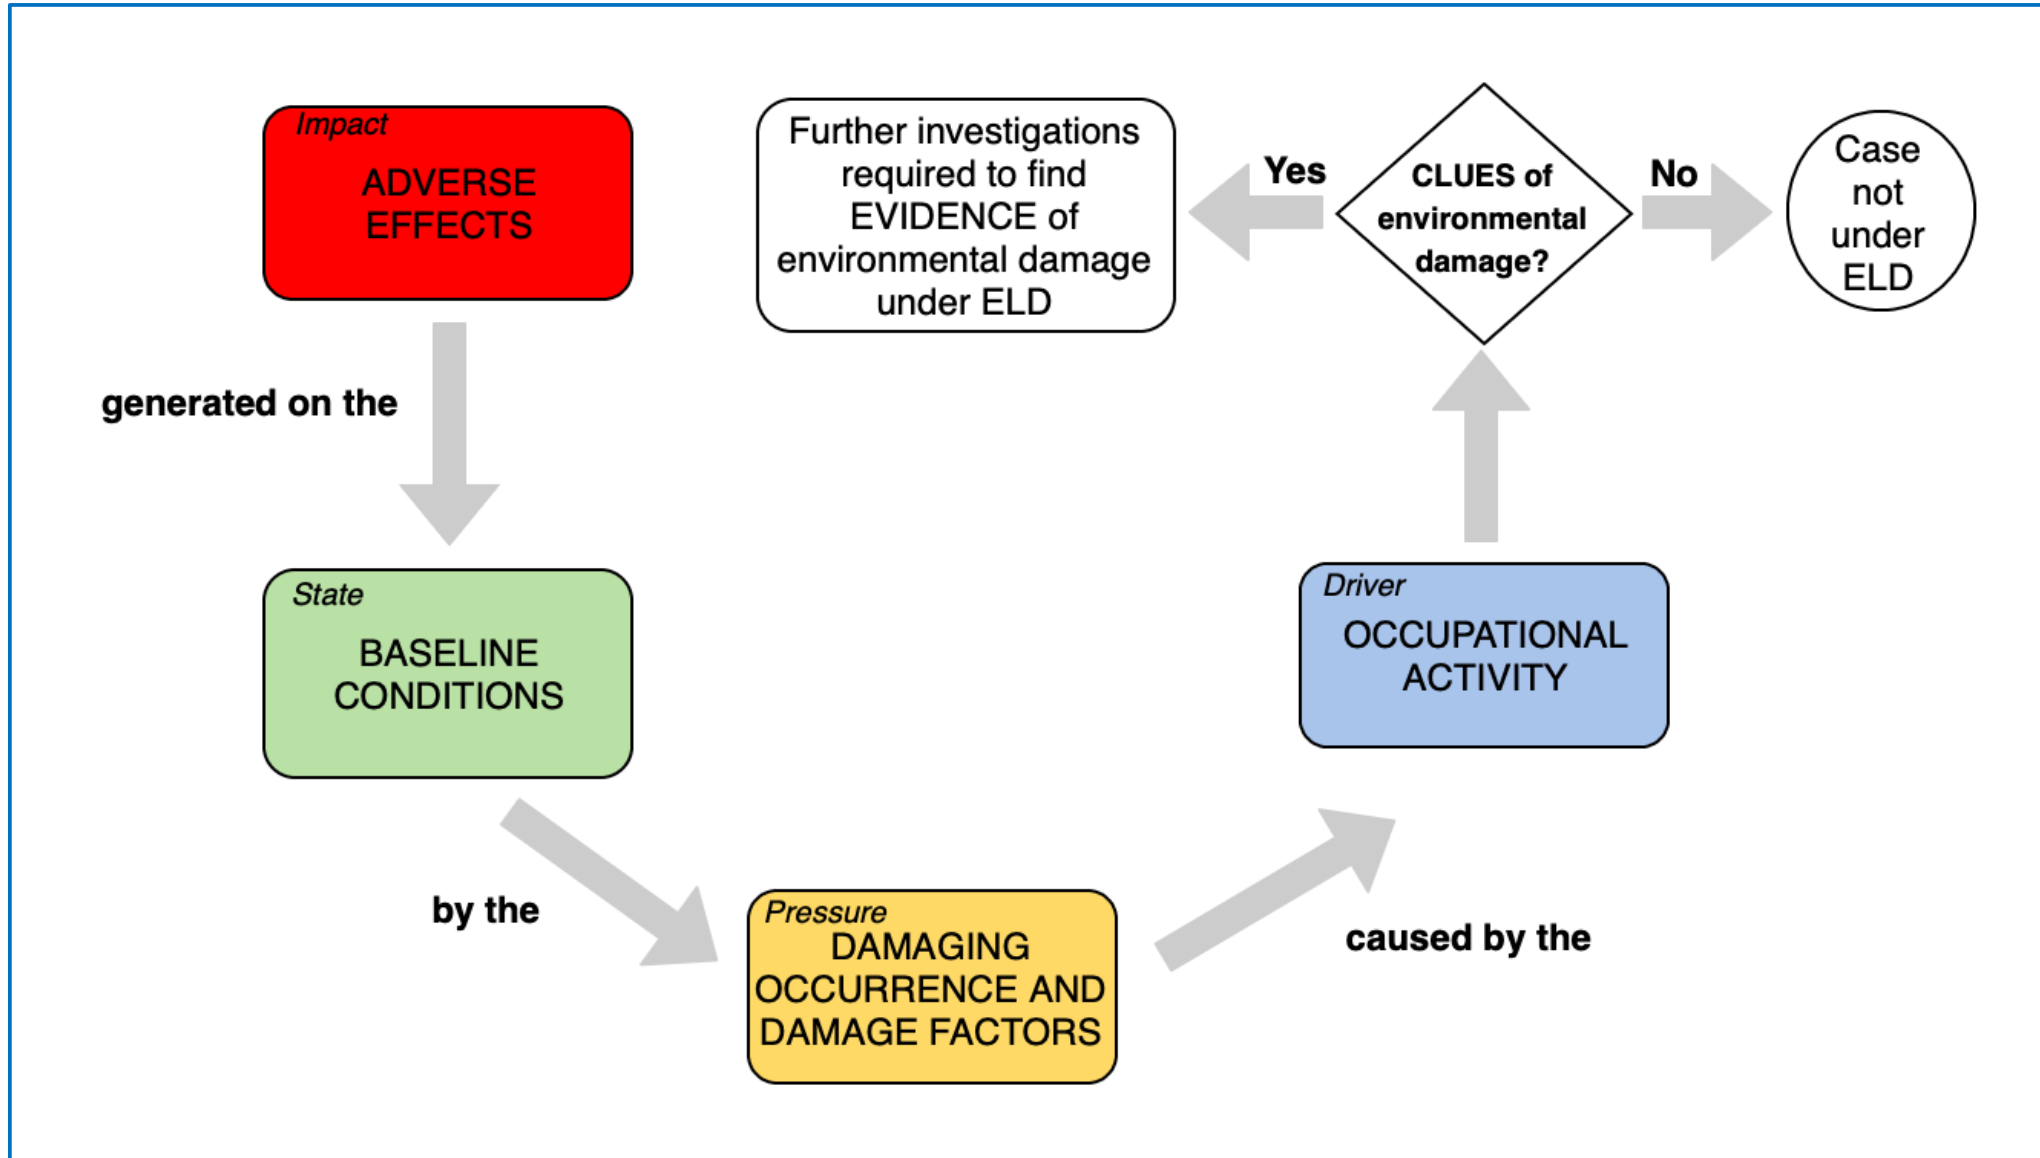 Impact
ADVERSE
EFFECTS
generated on the
State
BASELINE
CONDITIONS
by the
Pressure
DAMAGING
OCCURRENCE AND
DAMAGE FACTORS
caused by the
Driver
OCCUPATIONAL
ACTIVITY
CLUES of
environmental
damage?
Yes
Further investigations
required to find
EVIDENCE of
environmental damage
under ELD
No
Case
not
under
ELD